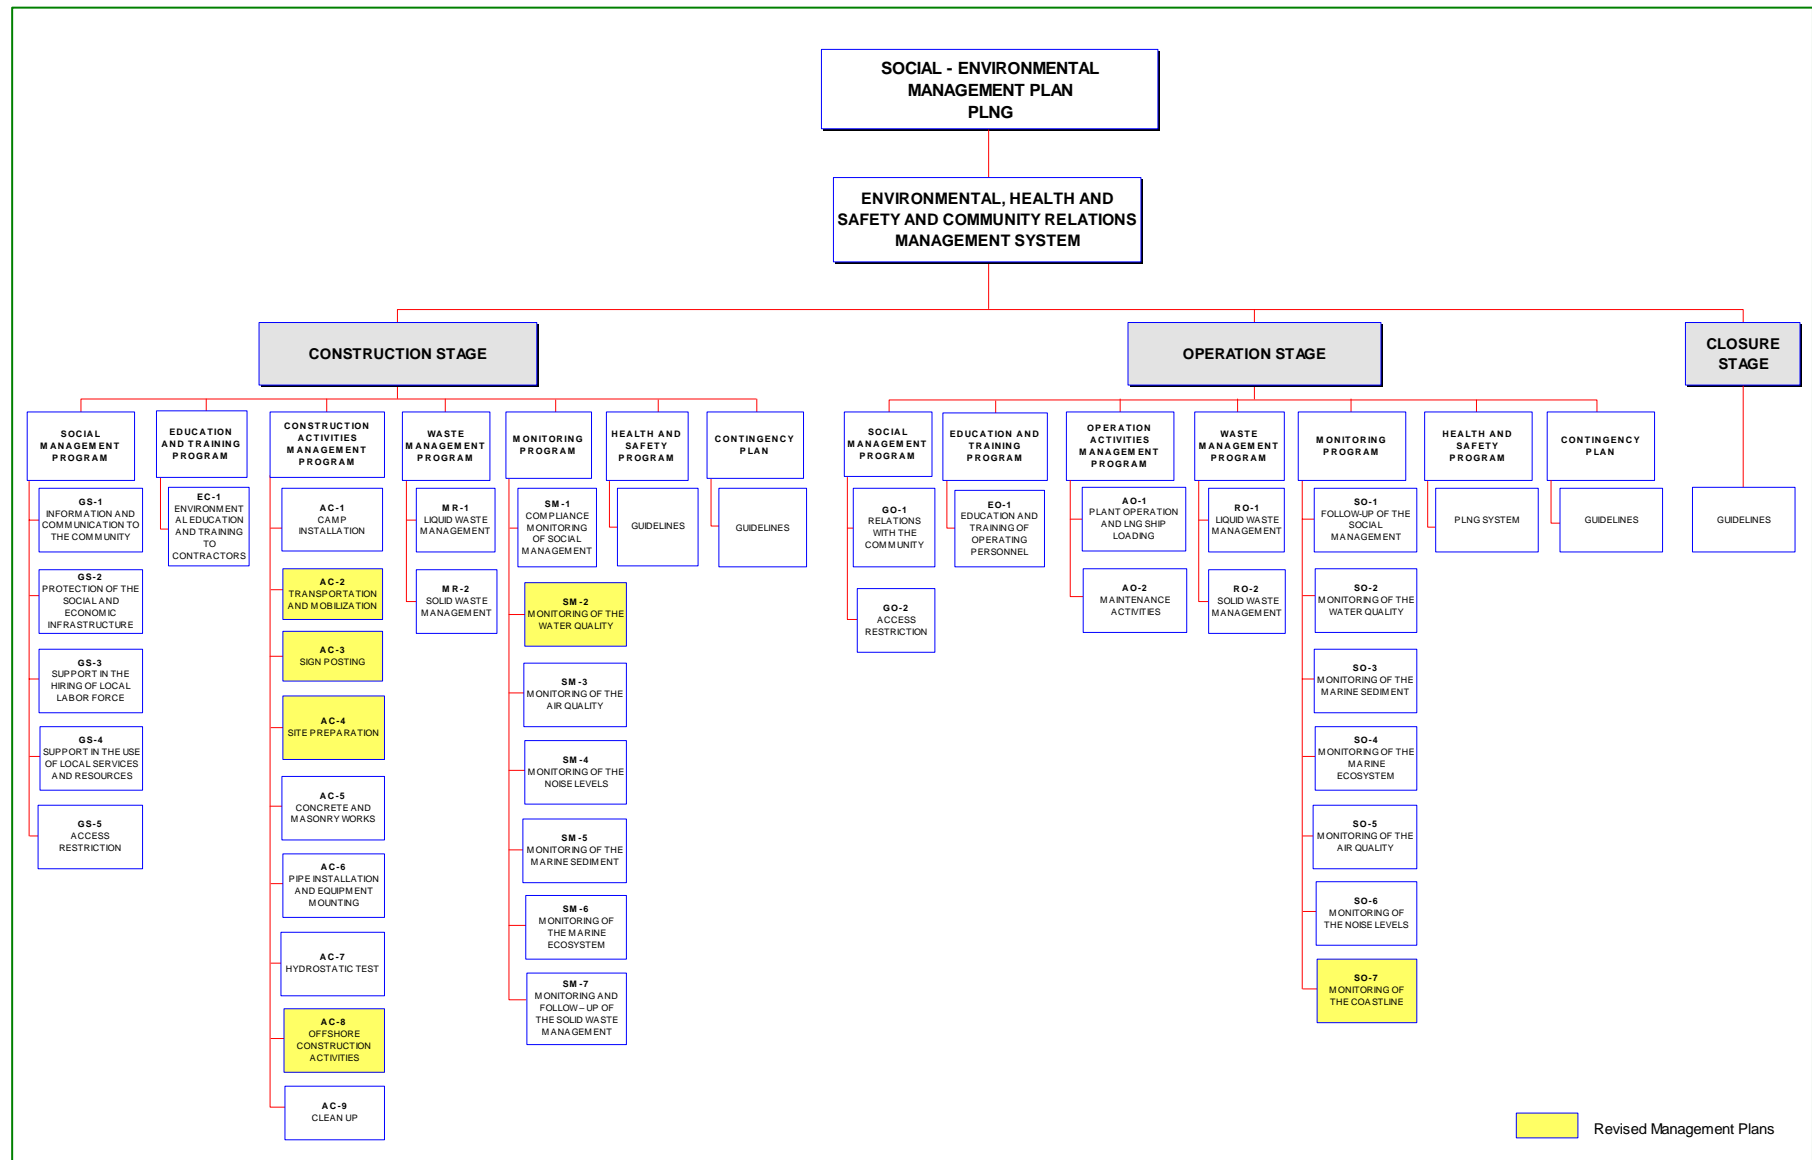 SOCIAL - ENVIRONMENTAL
MANAGEMENT PLAN
PLNG
ENVIRONMENTAL, HEALTH AND
SAFETY AND COMMUNITY RELATIONS
MANAGEMENT SYSTEM
CONSTRUCTION STAGE
OPERATION STAGE
CLOSURE
STAGE
SOCIAL
MANAGEMENT
PROGRAM
EDUCATION
AND TRAINING
PROGRAM
CONSTRUCTION
ACTIVITIES
MANAGEMENT
PROGRAM
WASTE
MANAGEMENT
PROGRAM
MONITORING
PROGRAM
HEALTH AND
SAFETY
PROGRAM
CONTINGENCY
PLAN
SOCIAL
MANAGEMENT
PROGRAM
EDUCATION AND
TRAINING
PROGRAM
OPERATION
ACTIVITIES
MANAGEMENT
PROGRAM
WASTE
MANAGEMENT
PROGRAM
MONITORING
PROGRAM
HEALTH AND
SAFETY
PROGRAM
CONTINGENCY
PLAN
GS-1
INFORMATION AND
COMMUNICATION TO
THE COMMUNITY
GS-2
PROTECTION OF THE
SOCIAL AND
ECONOMIC
INFRASTRUCTURE
GS-3
SUPPORT IN THE
HIRING OF LOCAL
LABOR FORCE
GS-4
SUPPORT IN THE USE
OF LOCAL SERVICES
AND RESOURCES
GS-5
ACCESS
RESTRICTION
EC-1
ENVIRONMENT
AL EDUCATION
AND TRAINING
TO
CONTRACTORS
AC-1
CAMP
INSTALLATION
AC-2
TRANSPORTATION
AND MOBILIZATION
AC-3
SIGN POSTING
AC-4
SITE PREPARATION
AC-5
CONCRETE AND
MASONRY WORKS
AC-6
PIPE INSTALLATION
AND EQUIPMENT
MOUNTING
AC-7
HYDROSTATIC TEST
AC-8
OFFSHORE
CONSTRUCTION
ACTIVITIES
AC-9
CLEAN UP
MR-1
LIQUID WASTE
MANAGEMENT
MR-2
SOLID WASTE
MANAGEMENT
SM-1
COMPLIANCE
MONITORING
OF SOCIAL
MANAGEMENT
SM-2
MONITORING OF THE
WATER QUALITY
SM-3
MONITORING OF THE
AIR QUALITY
SM-4
MONITORING OF THE
NOISE LEVELS
SM-5
MONITORING OF THE
MARINE SEDIMENT
SM-6
MONITORING OF
THE MARINE
ECOSYSTEM
SM-7
MONITORING AND
FOLLOW–UP OF
THE SOLID WASTE
MANAGEMENT
GUIDELINES
GUIDELINES
GO-1
RELATIONS
WITH THE
COMMUNITY
GO-2
ACCESS
RESTRICTION
EO-1
EDUCATION AND
TRAINING OF
OPERATING
PERSONNEL
AO-1
PLANT OPERATION
AND LNG SHIP
LOADING
AO-2
MAINTENANCE
ACTIVITIES
RO-1
LIQUID WASTE
MANAGEMENT
RO-2
SOLID WASTE
MANAGEMENT
SO-1
FOLLOW-UP OF THE
SOCIAL
MANAGEMENT
SO-2
MONITORING OF THE
WATER QUALITY
SO-3
MONITORING OF THE
MARINE SEDIMENT
SO-4
MONITORING OF THE
MARINE
ECOSYSTEM
SO-5
MONITORING OF THE
AIR QUALITY
SO-6
MONITORING OF
THE NOISE LEVELS
SO-7
MONITORING OF
THE COASTLINE
PLNG SYSTEM
GUIDELINES
GUIDELINES
Revised Management Plans